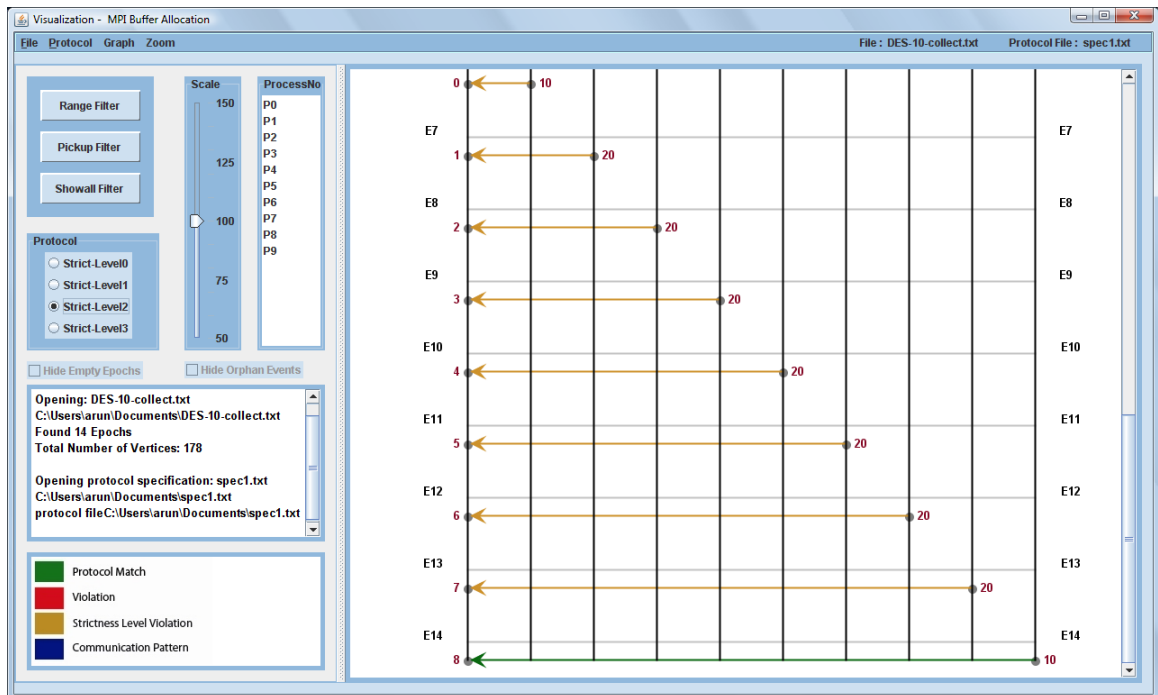 Visualization - MPI Buffer Allocation
File Protocol Graph Zoom File : DES-10-collect.txt Protocol File : spec1.txt
Range Filter
Pickup Filter
Showall Filter
Scale
150
125
100
75
50
ProcessNo
P0
P1
P2
P3
P4
P5
P6
P7
P8
P9
Protocol
Strict-Level0
Strict-Level1
Strict-Level2
Strict-Level3
Hide Empty Epochs Hide Orphan Events
Opening: DES-10-collect.txt
C:\Users\arun\Documents\DES-10-collect.txt
Found 14 Epochs
Total Number of Vertices: 178
Opening protocol specification: spec1.txt
C:\Users\arun\Documents\spec1.txt
protocol fileC:\Users\arun\Documents\spec1.txt
Protocol Match
Violation
Strictness Level Violation
Communication Pattern
0 10
E7 E7
1 20
E8 E8
2 20
E9 E9
3 20
E10 E10
4 20
E11 E11
5 20
E12 E12
6 20
E13 E13
7 20
E14 E14
8 10